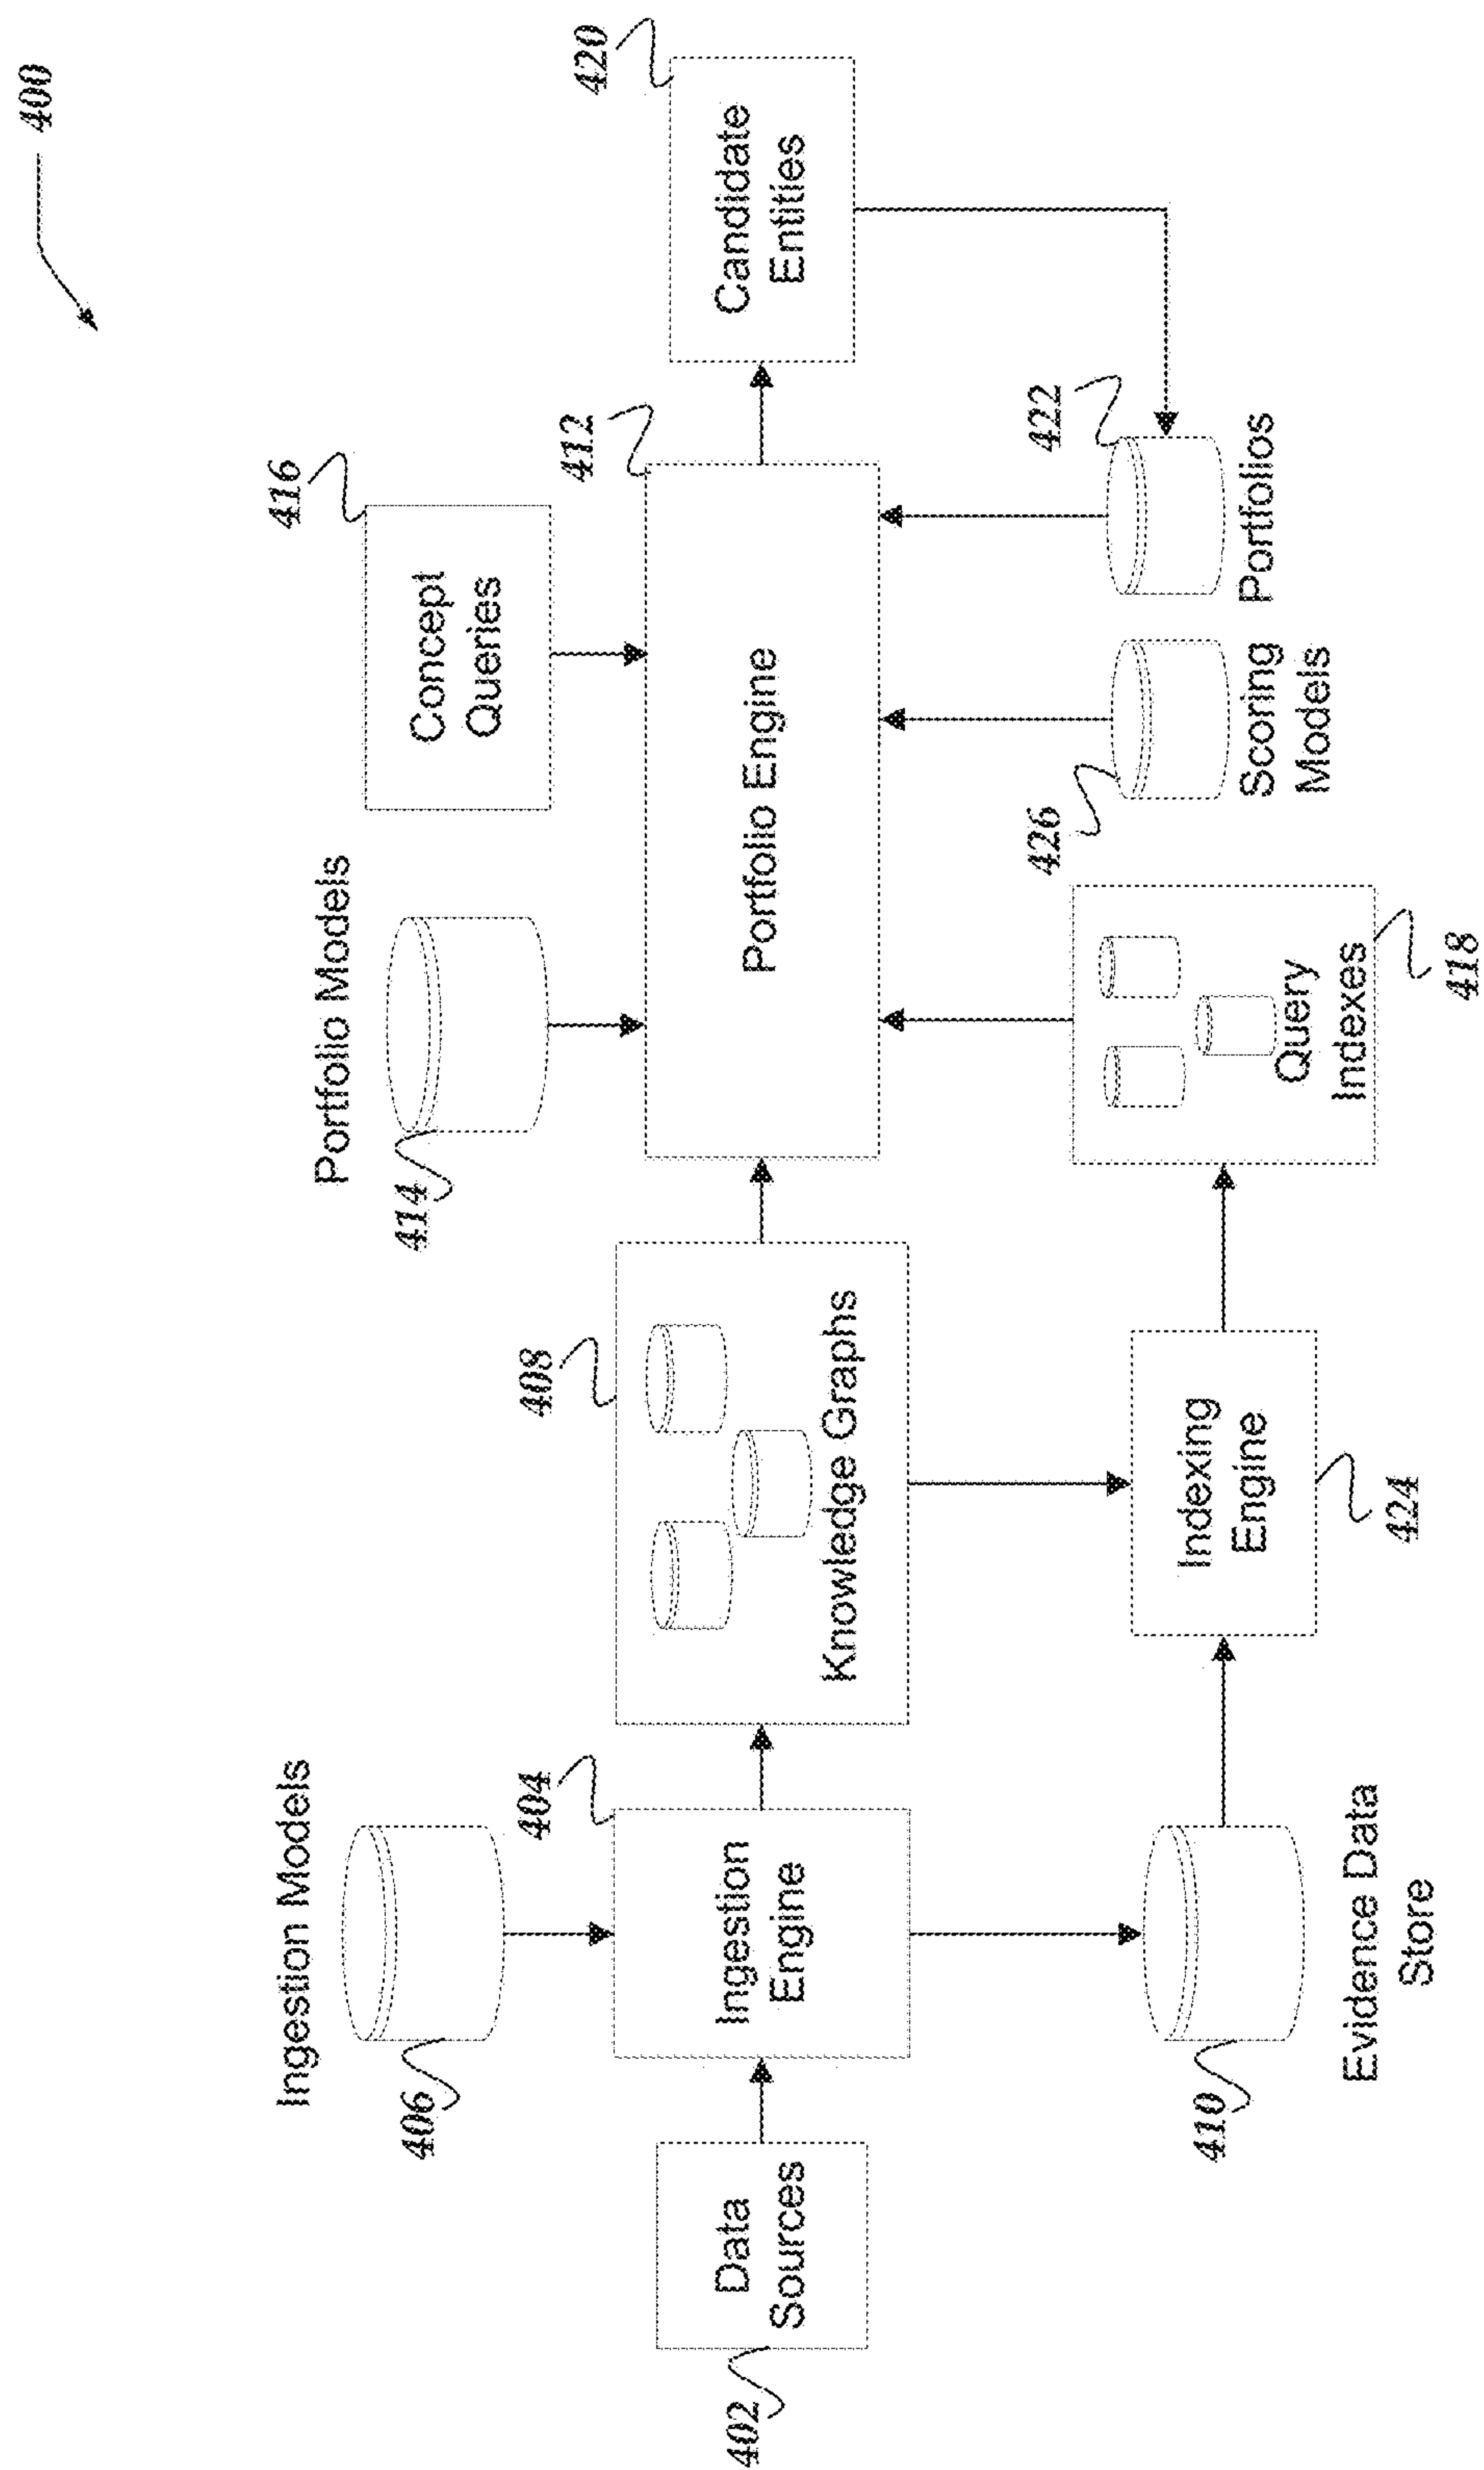 400
Ingestion Models
406
Portfolio Models
414
416
Concept
Queries
402
Data
Sources
404
Ingestion
Engine
408
Knowledge Graphs
412
Portfolio Engine
420
Candidate
Entities
410
Evidence Data
Store
Indexing
Engine
424
Query
Indexes
418
426
Scoring
Models
422
Portfolios